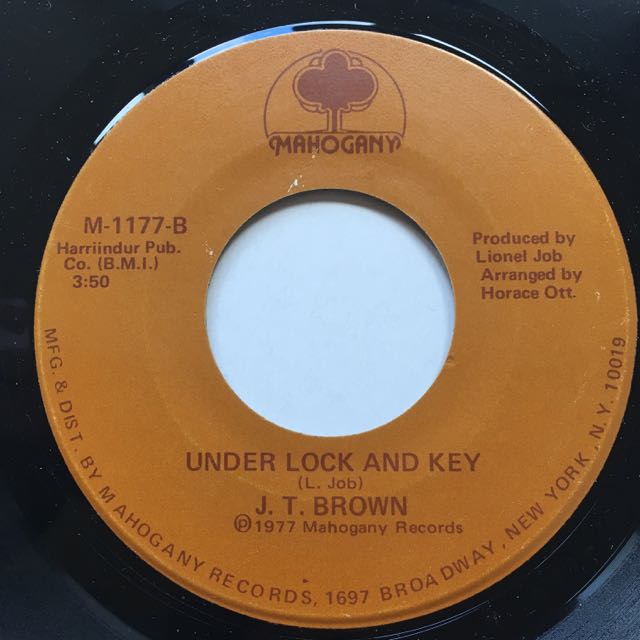 MAHOGANY
M-1177-B
Harriindur Pub.
Co. (B.M.I.)
3:50
Produced by
Lionel Job
Arranged by
Horace Ott.
UNDER LOCK AND KEY
(L. Job)
J. T. BROWN
℗1977 Mahogany Records
MFG. & DIST. BY MAHOGANY RECORDS, 1697 BROADWAY, NEW YORK, N.Y. 10019